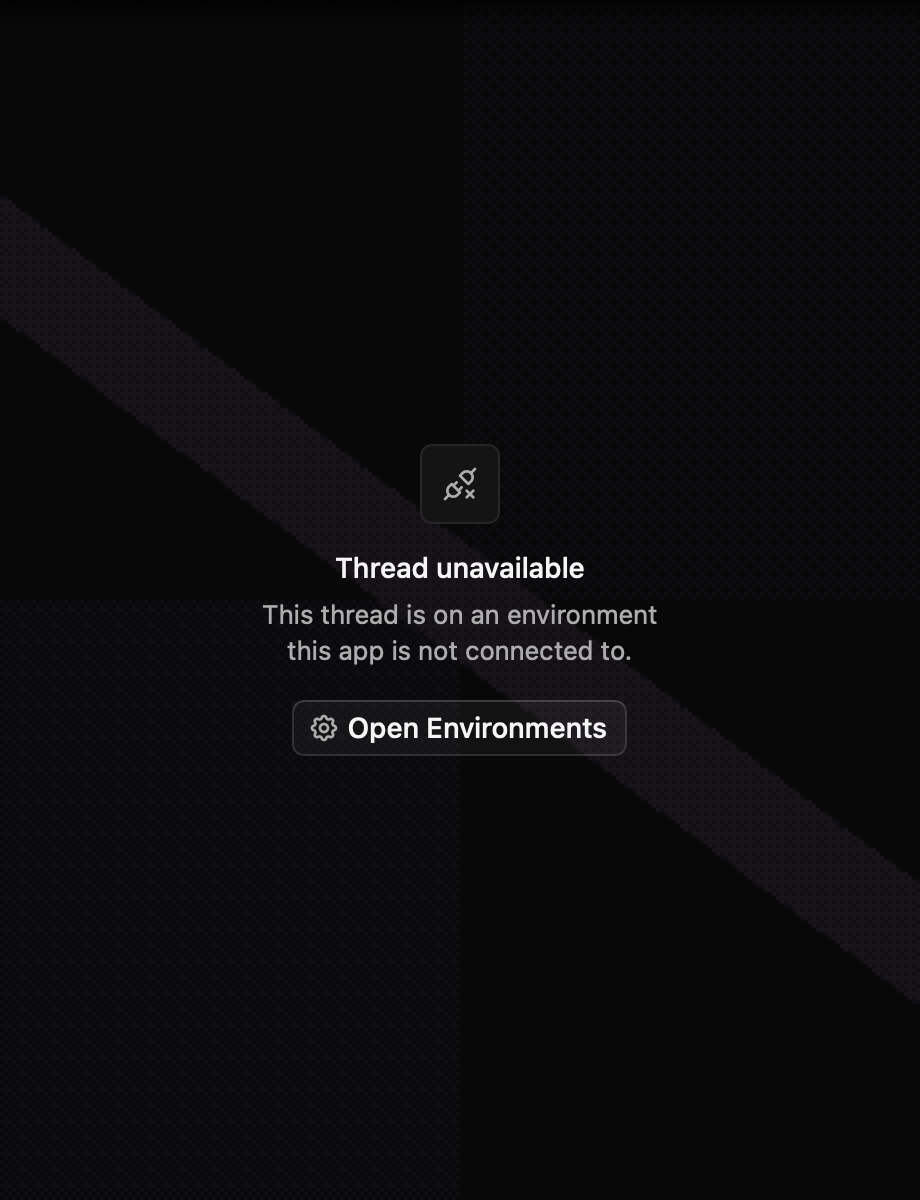 Thread unavailable
This thread is on an environment
this app is not connected to.
Open Environments